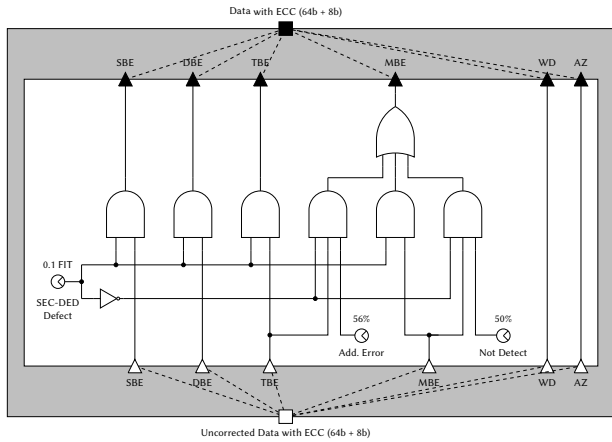 Data with ECC (64b + 8b)
SBE DBE TBE MBE WD AZ
0.1 FIT
SEC-DED
Defect
56%
Add. Error
50%
Not Detect
SBE DBE TBE MBE WD AZ
Uncorrected Data with ECC (64b + 8b)